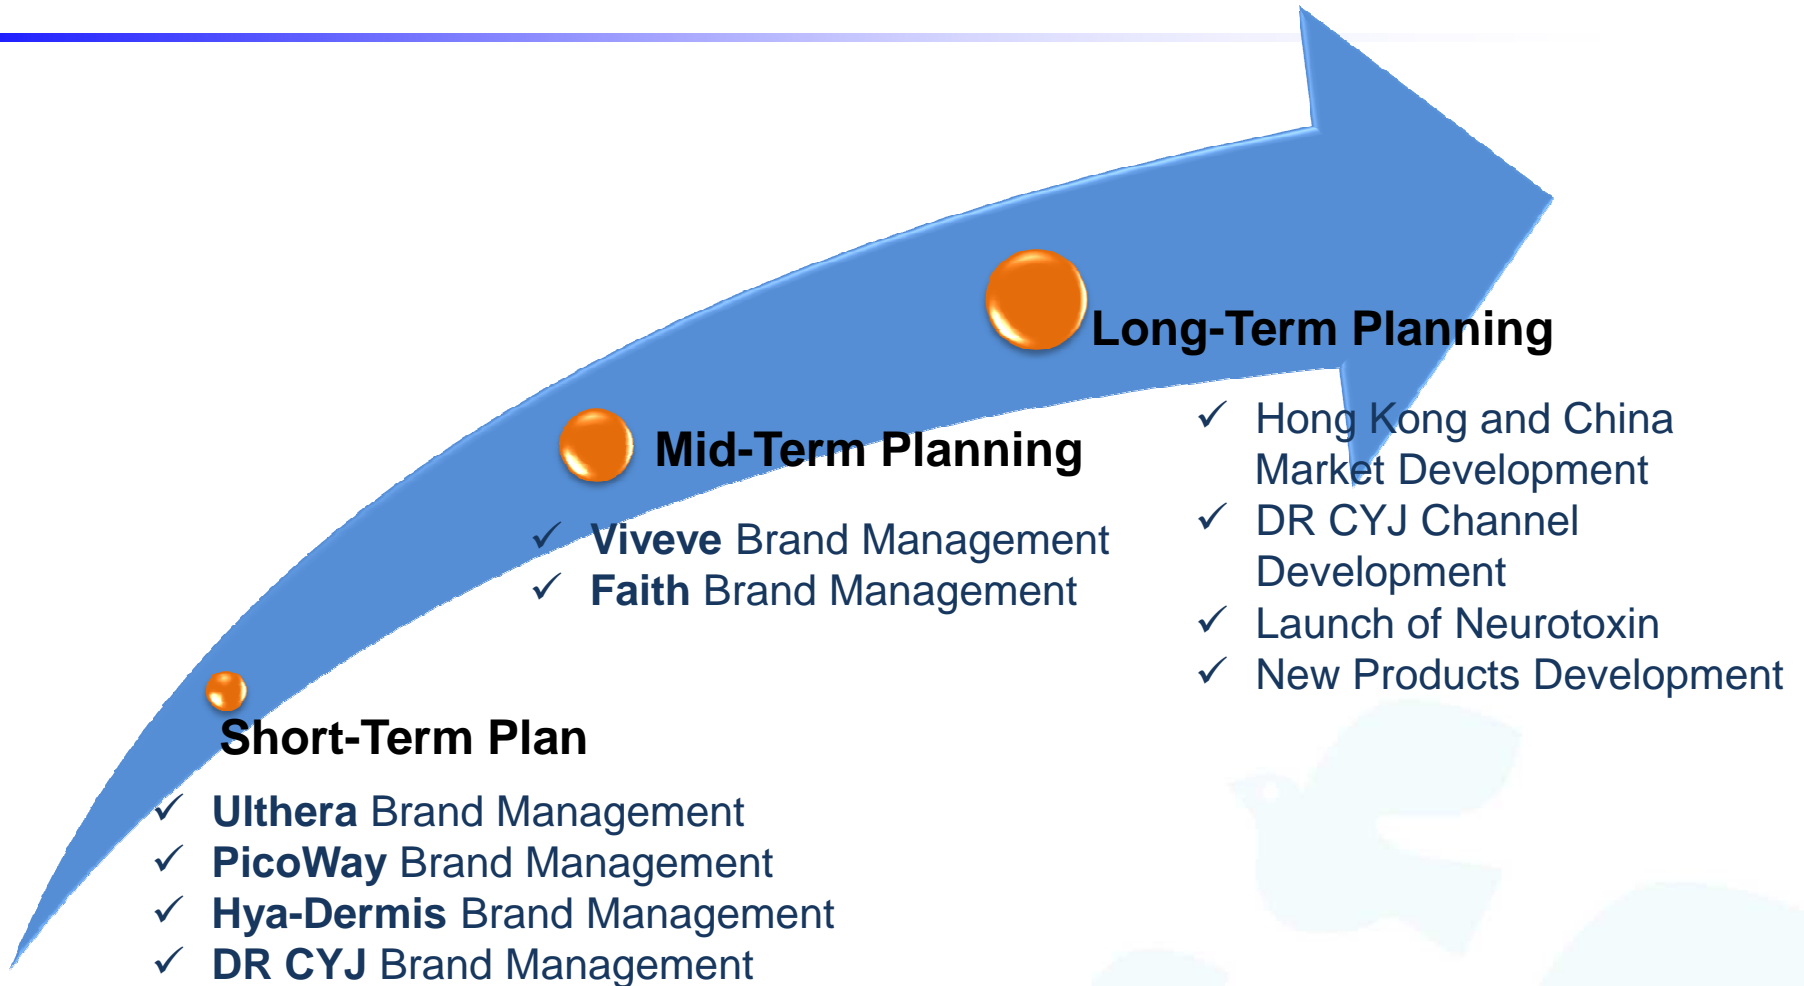 Long-Term Planning
✓ Hong Kong and China
Market Development
✓ DR CYJ Channel
Development
✓ Launch of Neurotoxin
✓ New Products Development
Mid-Term Planning
✓ Viveve Brand Management
✓ Faith Brand Management
Short-Term Plan
✓ Ulthera Brand Management
✓ PicoWay Brand Management
✓ Hya-Dermis Brand Management
✓ DR CYJ Brand Management